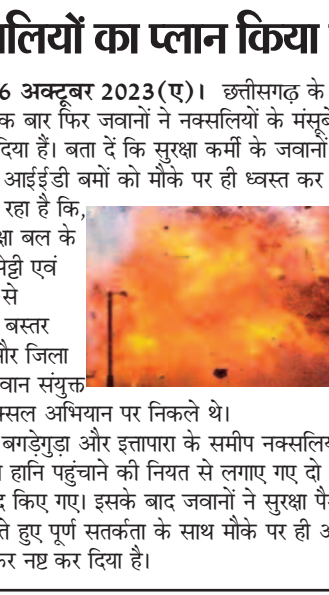 लियों का प्लान किया
6 अक्टूबर 2023(ए)। छत्तीसगढ़ के
क बार फिर जवानों ने नक्सलियों के मंसूबे
दिया हैं। बता दें कि सुरक्षा कर्मी के जवानों
आईईडी बमों को मौके पर ही ध्वस्त कर
रहा है कि,
क्षा बल के
मेट्टी एवं
से
बस्तर
और जिला
वान संयुक्त
क्सल अभियान पर निकले थे।
बगड़ेगुड़ा और इत्तापारा के समीप नक्सलिय
हानि पहुंचाने की नियत से लगाए गए दो
द किए गए। इसके बाद जवानों ने सुरक्षा पै
ते हुए पूर्ण सतर्कता के साथ मौके पर ही
कर नष्ट कर दिया है।